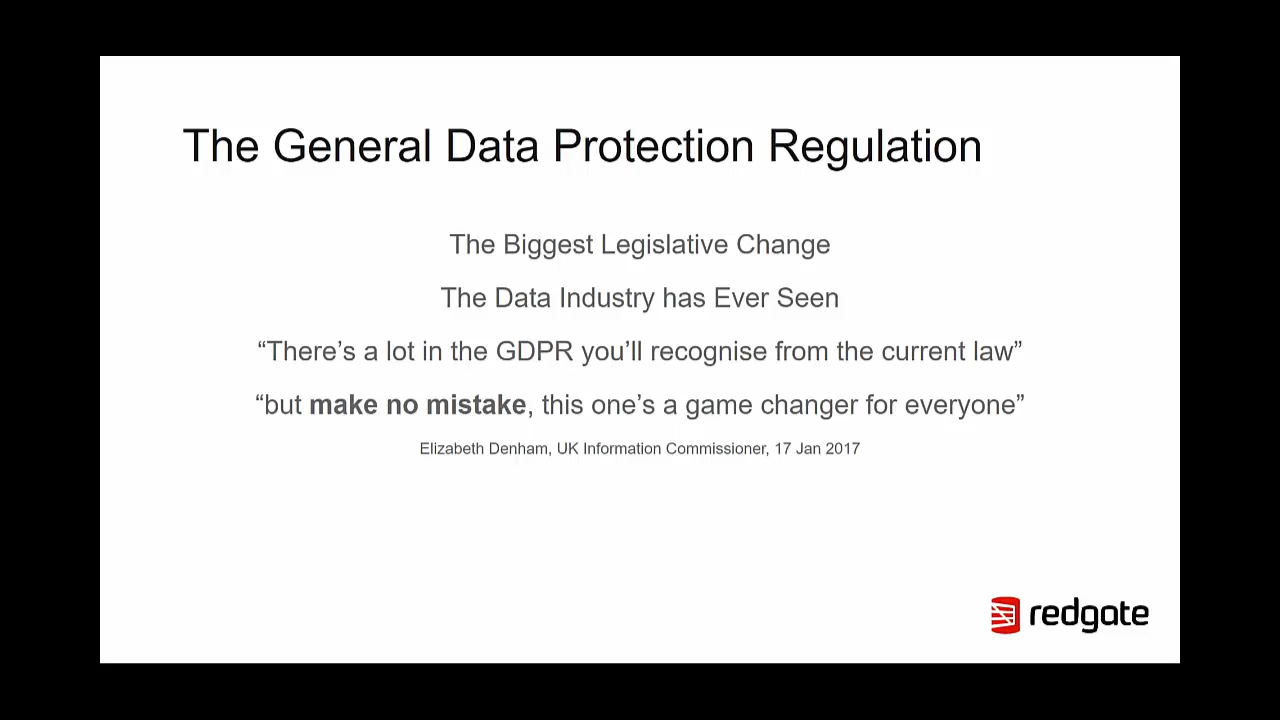 The General Data Protection Regulation
The Biggest Legislative Change
The Data Industry has Ever Seen
“There’s a lot in the GDPR you’ll recognise from the current law”
“but make no mistake, this one’s a game changer for everyone”
Elizabeth Denham, UK Information Commissioner, 17 Jan 2017
redgate